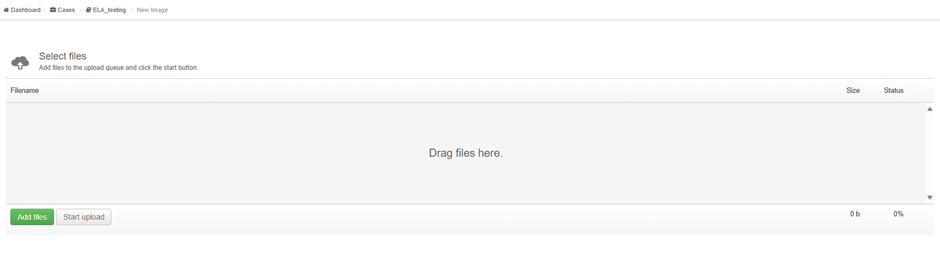 Dashboard › Cases › ELA_testing › New Image
Select files
Add files to the upload queue and click the start button.
Filename Size Status
Drag files here.
Add files Start upload 0 b 0%